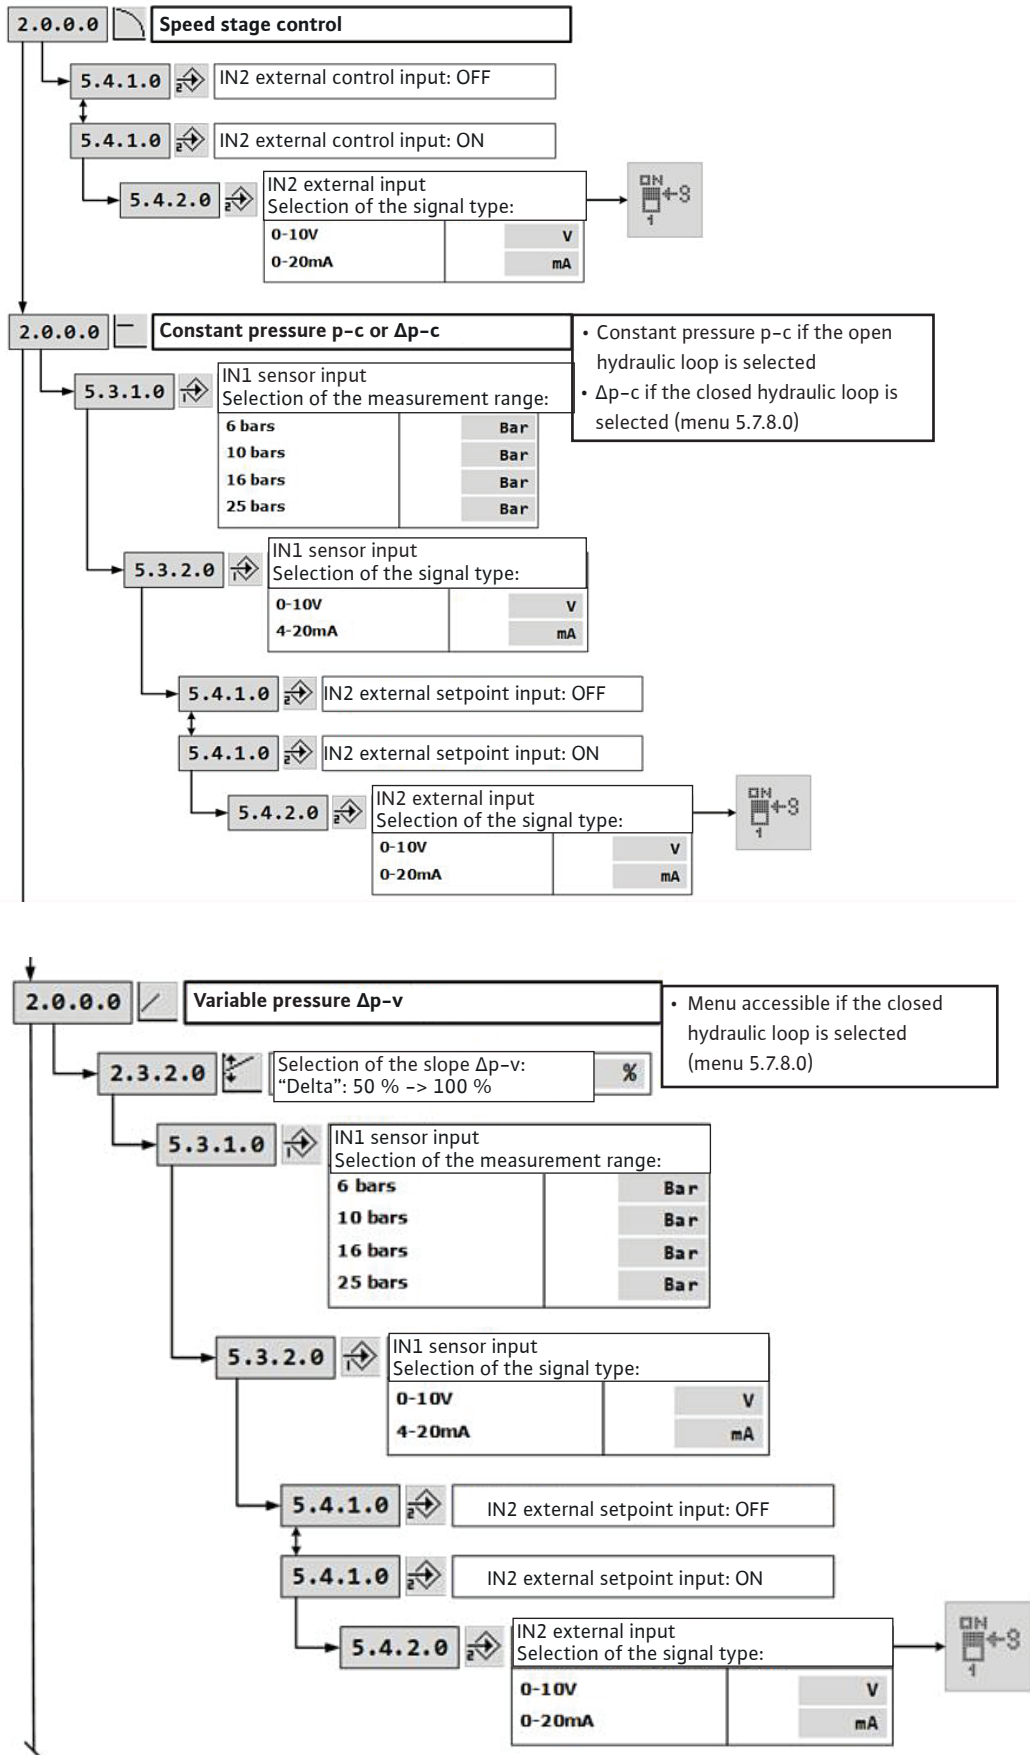 2.0.0.0
Speed stage control
5.4.1.0
2
IN2 external control input: OFF
5.4.1.0
2
IN2 external control input: ON
5.4.2.0
2
IN2 external input
Selection of the signal type:
0-10V V
0-20mA mA
ON
1
2.0.0.0
Constant pressure p-c or Δp-c
• Constant pressure p-c if the open
hydraulic loop is selected
• Δp-c if the closed hydraulic loop is
selected (menu 5.7.8.0)
5.3.1.0
1
IN1 sensor input
Selection of the measurement range:
6 bars Bar
10 bars Bar
16 bars Bar
25 bars Bar
5.3.2.0
1
IN1 sensor input
Selection of the signal type:
0-10V V
4-20mA mA
5.4.1.0
2
IN2 external setpoint input: OFF
5.4.1.0
2
IN2 external setpoint input: ON
5.4.2.0
2
IN2 external input
Selection of the signal type:
0-10V V
0-20mA mA
ON
1
2.0.0.0
Variable pressure Δp-v
• Menu accessible if the closed
hydraulic loop is selected
(menu 5.7.8.0)
2.3.2.0
Selection of the slope Δp-v:
“Delta”: 50 % -> 100 %
%
5.3.1.0
1
IN1 sensor input
Selection of the measurement range:
6 bars Bar
10 bars Bar
16 bars Bar
25 bars Bar
5.3.2.0
1
IN1 sensor input
Selection of the signal type:
0-10V V
4-20mA mA
5.4.1.0
2
IN2 external setpoint input: OFF
5.4.1.0
2
IN2 external setpoint input: ON
5.4.2.0
2
IN2 external input
Selection of the signal type:
0-10V V
0-20mA mA
ON
1